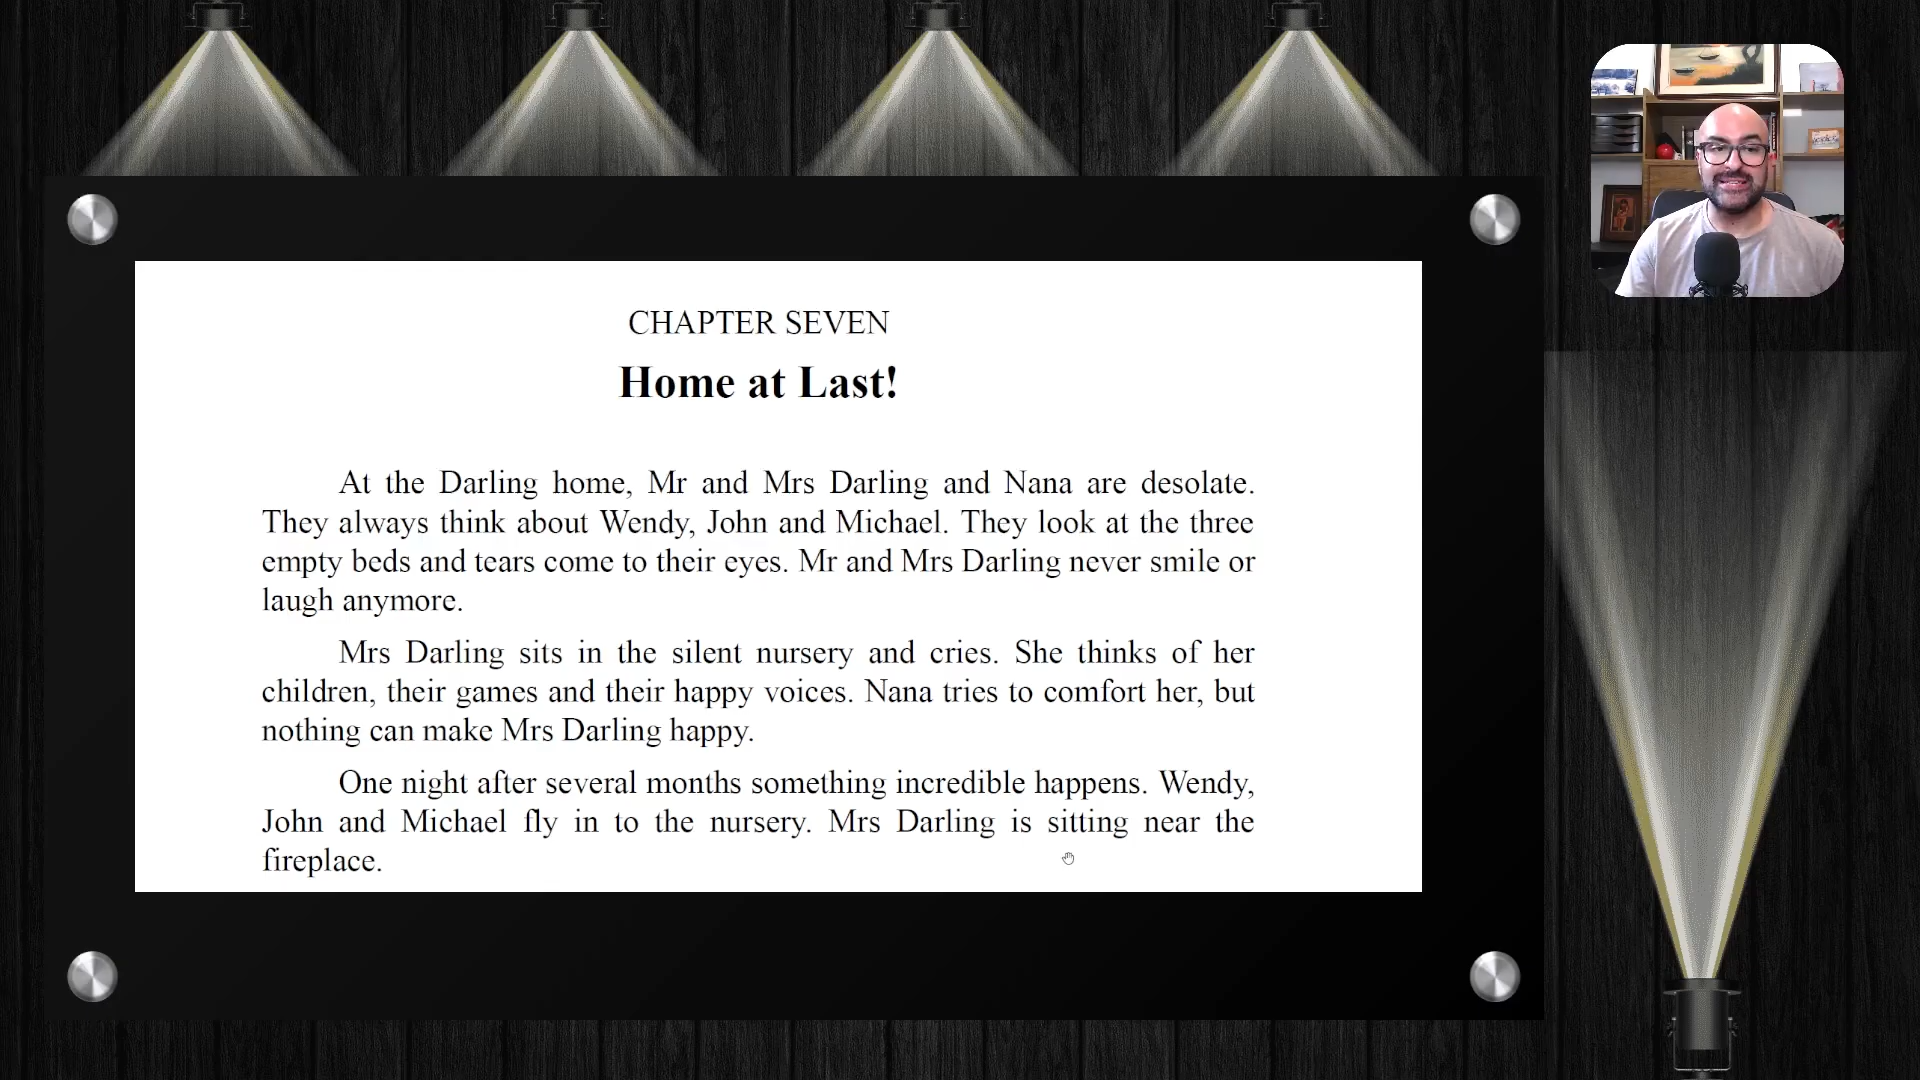 CHAPTER SEVEN
Home at Last!
At the Darling home, Mr and Mrs Darling and Nana are desolate.
They always think about Wendy, John and Michael. They look at the three
empty beds and tears come to their eyes. Mr and Mrs Darling never smile or
laugh anymore.
Mrs Darling sits in the silent nursery and cries. She thinks of her
children, their games and their happy voices. Nana tries to comfort her, but
nothing can make Mrs Darling happy.
One night after several months something incredible happens. Wendy,
John and Michael fly in to the nursery. Mrs Darling is sitting near the
fireplace.